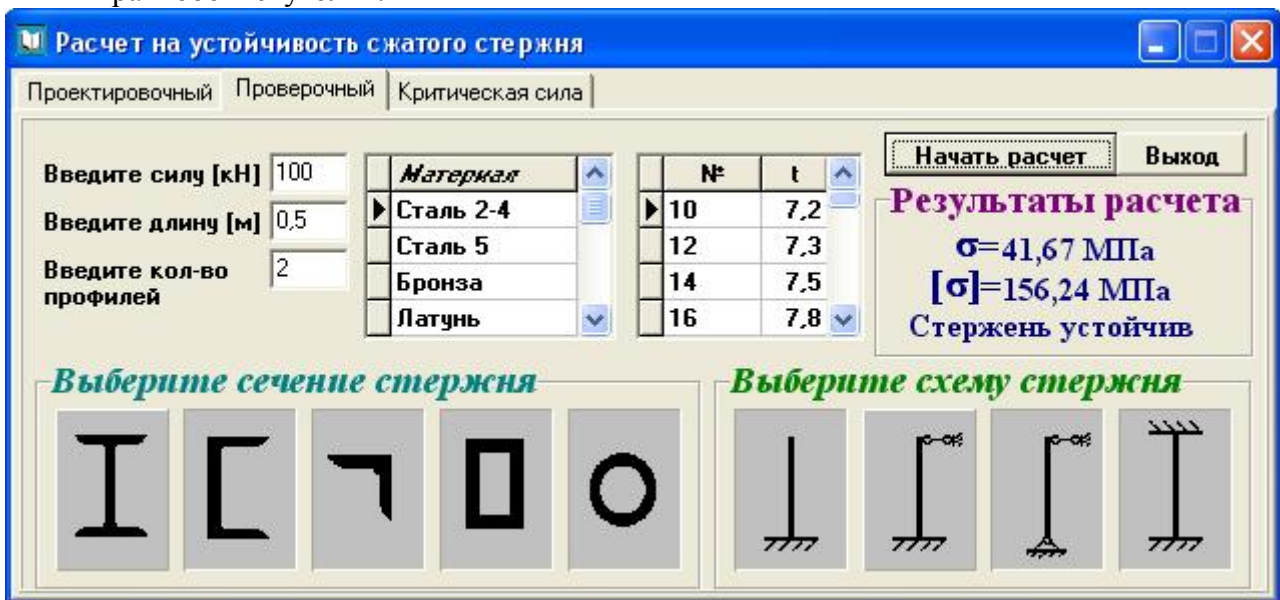 Расчет на устойчивость сжатого стержня
Проектировочный Проверочный Критическая сила
Введите силу [кН] 100
Введите длину [м] 0,5
Введите кол-во профилей 2
Материал
Сталь 2-4
Сталь 5
Бронза
Латунь
№ t
10 7,2
12 7,3
14 7,5
16 7,8
Начать расчет Выход
Результаты расчета
σ=41,67 МПа
[σ]=156,24 МПа
Стержень устойчив
Выберите сечение стержня
Выберите схему стержня